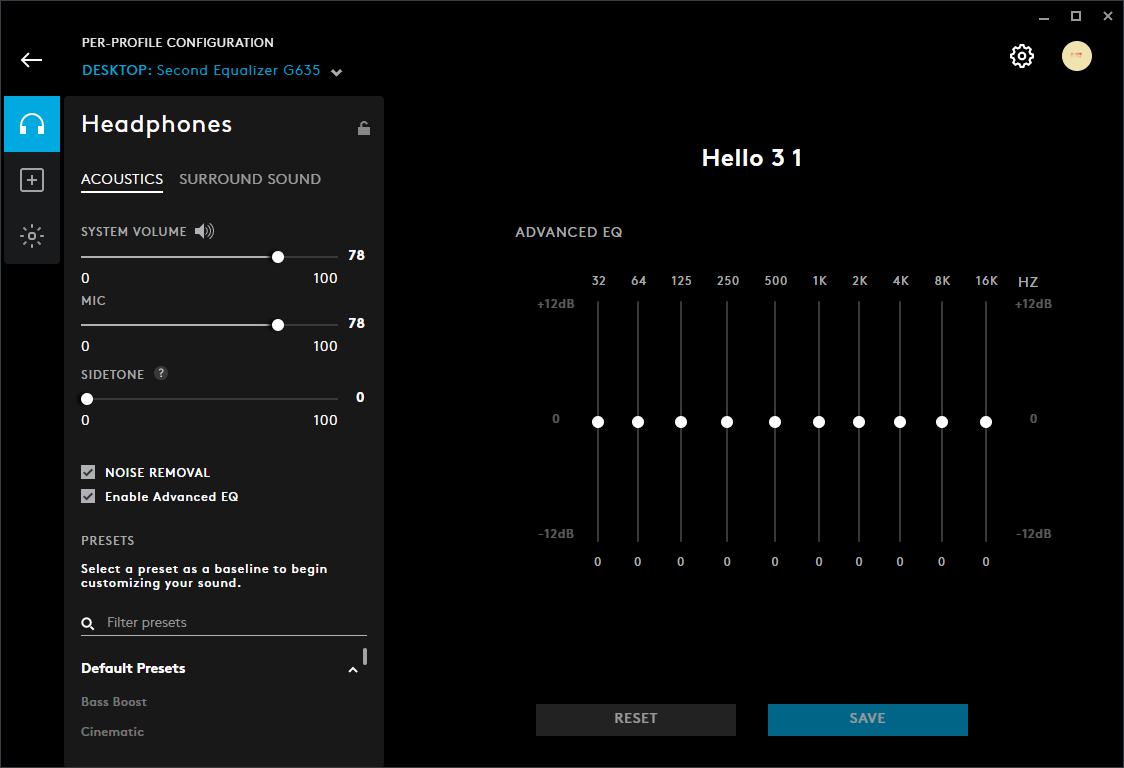 PER-PROFILE CONFIGURATION
DESKTOP: Second Equalizer G635
Headphones
ACOUSTICS SURROUND SOUND
SYSTEM VOLUME
78
0 100
MIC
78
0 100
SIDETONE ?
0
0 100
NOISE REMOVAL
Enable Advanced EQ
PRESETS
Select a preset as a baseline to begin
customizing your sound.
Filter presets
Default Presets
Bass Boost
Cinematic
Hello 3 1
ADVANCED EQ
32 64 125 250 500 1K 2K 4K 8K 16K HZ
+12dB +12dB
0 0
-12dB -12dB
0 0 0 0 0 0 0 0 0 0
RESET SAVE